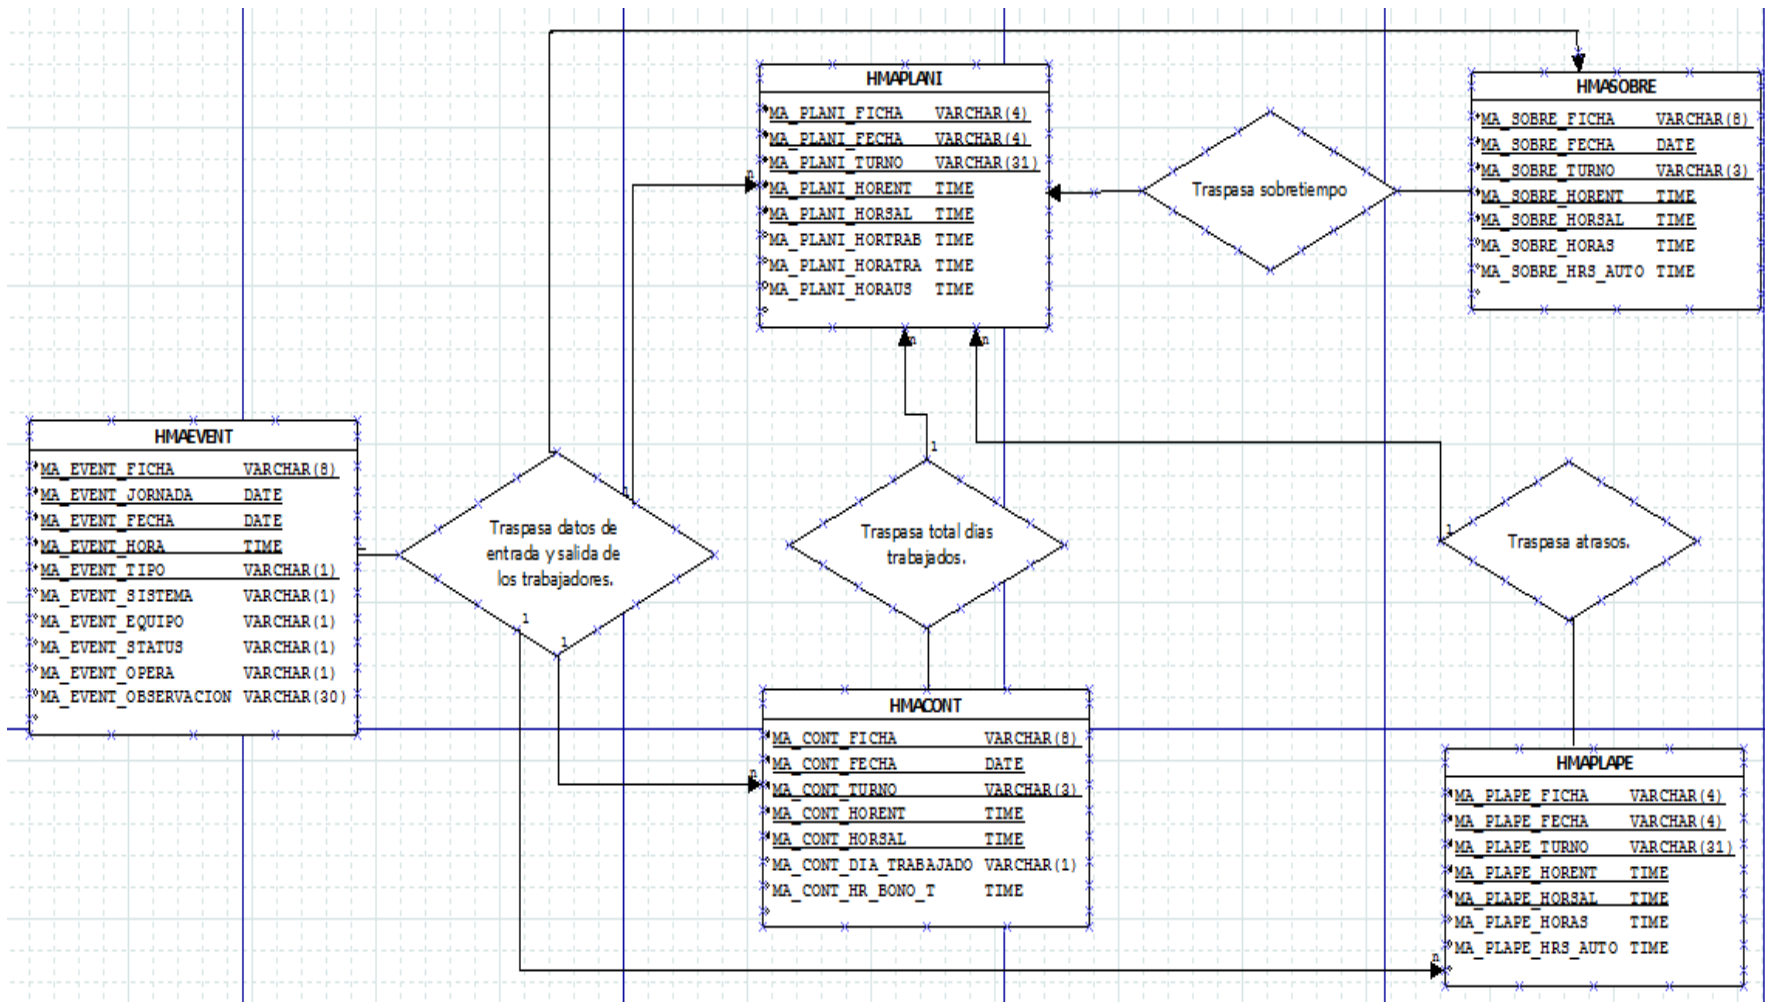 HMAPLANI
MA_PLANI_FICHA VARCHAR(4)
MA_PLANI_FECHA VARCHAR(4)
MA_PLANI_TURNO VARCHAR(31)
MA_PLANI_HORENT TIME
MA_PLANI_HORSAL TIME
MA_PLANI_HORTRAB TIME
MA_PLANI_HORATRA TIME
MA_PLANI_HORAUS TIME
n
n
n
Traspasa sobretiempo
HMASOBRE
MA_SOBRE_FICHA VARCHAR(8)
MA_SOBRE_FECHA DATE
MA_SOBRE_TURNO VARCHAR(3)
MA_SOBRE_HORENT TIME
MA_SOBRE_HORSAL TIME
MA_SOBRE_HORAS TIME
MA_SOBRE_HRS_AUTO TIME
HMAEVENT
MA_EVENT_FICHA VARCHAR(8)
MA_EVENT_JORNADA DATE
MA_EVENT_FECHA DATE
MA_EVENT_HORA TIME
MA_EVENT_TIPO VARCHAR(1)
MA_EVENT_SISTEMA VARCHAR(1)
MA_EVENT_EQUIPO VARCHAR(1)
MA_EVENT_STATUS VARCHAR(1)
MA_EVENT_OPERA VARCHAR(1)
MA_EVENT_OBSERVACION VARCHAR(30)
1
Traspasa datos de
entrada y salida de
los trabajadores.
1
1
1
Traspasa total dias
trabajados.
1
Traspasa atrasos.
HMACONT
MA_CONT_FICHA VARCHAR(8)
MA_CONT_FECHA DATE
MA_CONT_TURNO VARCHAR(3)
MA_CONT_HORENT TIME
MA_CONT_HORSAL TIME
MA_CONT_DIA_TRABAJADO VARCHAR(1)
MA_CONT_HR_BONO_T TIME
n
HMAPLAPE
MA_PLAPE_FICHA VARCHAR(4)
MA_PLAPE_FECHA VARCHAR(4)
MA_PLAPE_TURNO VARCHAR(31)
MA_PLAPE_HORENT TIME
MA_PLAPE_HORSAL TIME
MA_PLAPE_HORAS TIME
MA_PLAPE_HRS_AUTO TIME
n